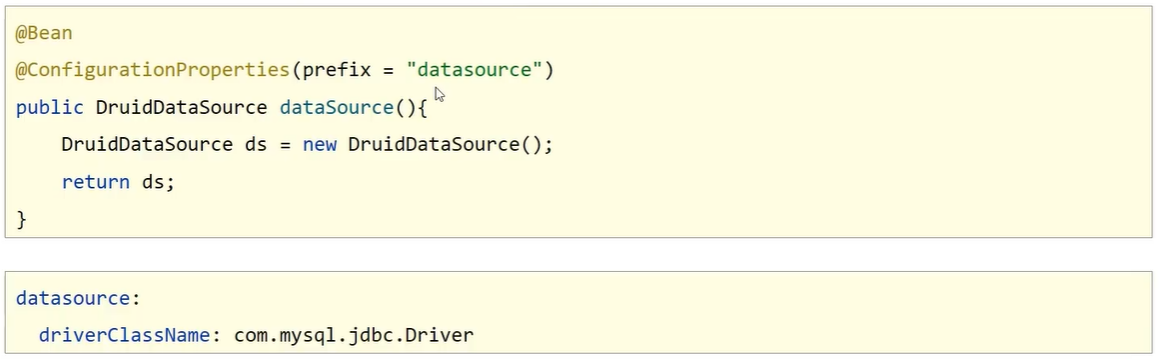 @Bean
@ConfigurationProperties(prefix = "datasource")
public DruidDataSource dataSource(){
    DruidDataSource ds = new DruidDataSource();
    return ds;
}
datasource:
  driverClassName: com.mysql.jdbc.Driver